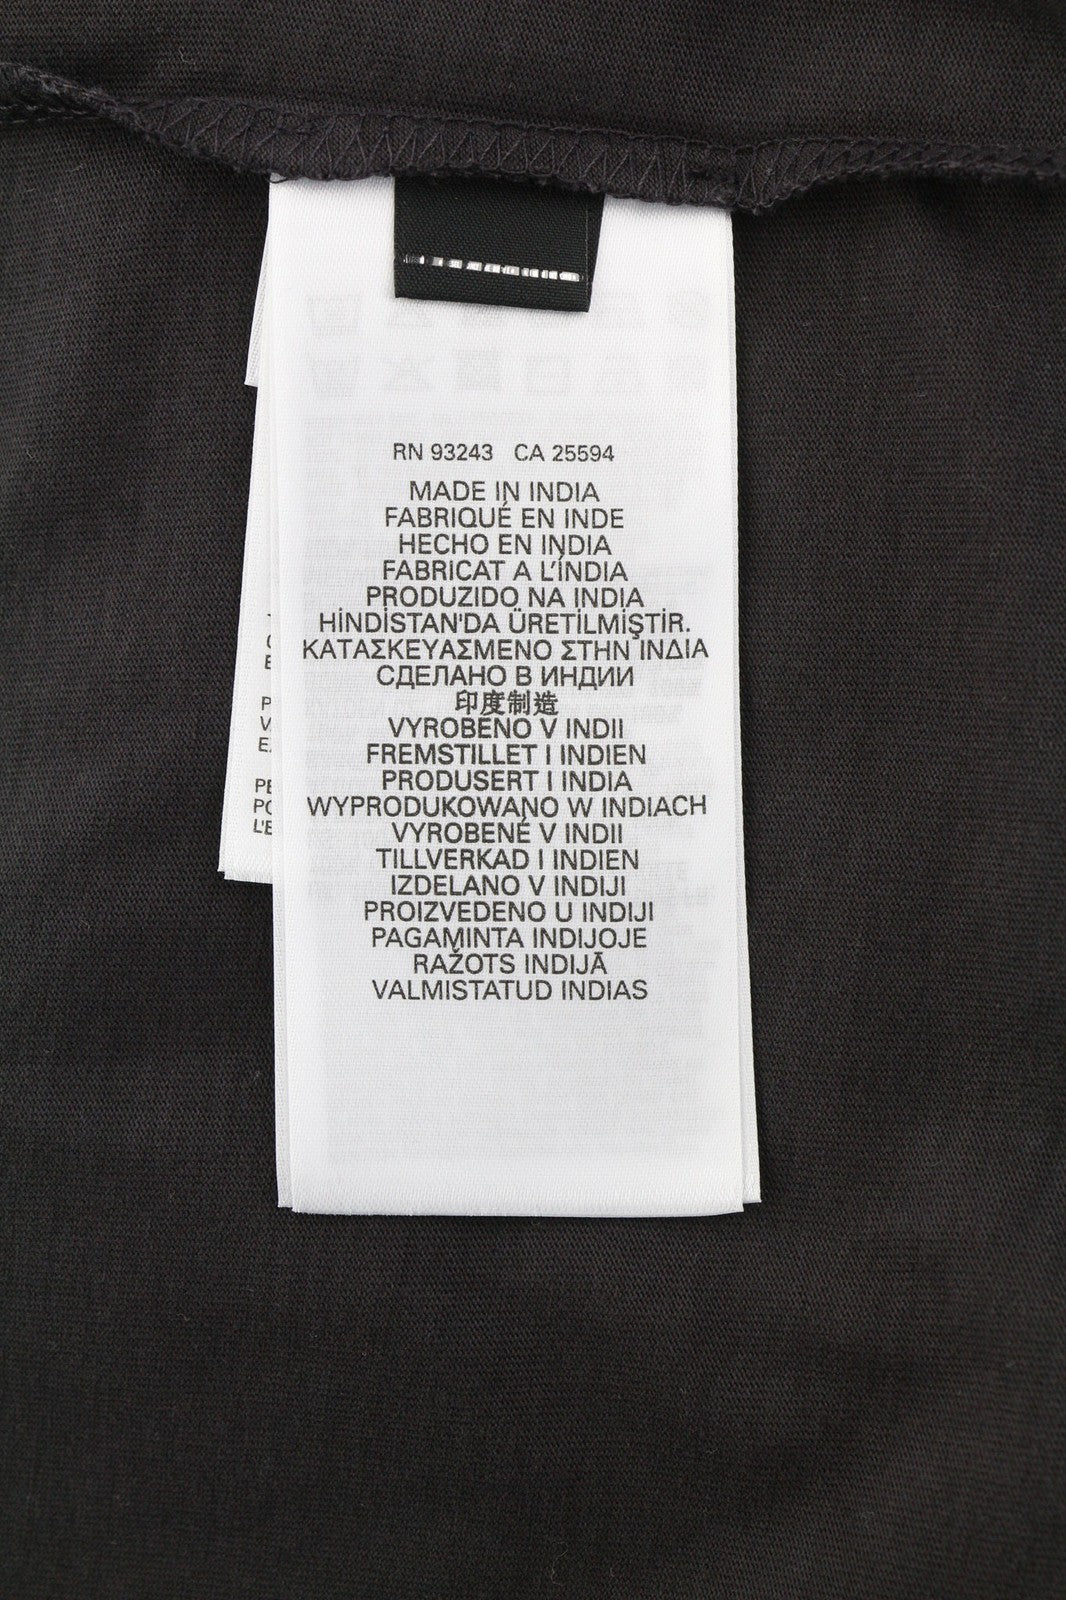 RN 93243 CA 25594
MADE IN INDIA
FABRIQUÉ EN INDE
HECHO EN INDIA
FABRICAT A L'ÍNDIA
PRODUZIDO NA INDIA
HİNDİSTAN'DA ÜRETİLMİŞTİR.
ΚΑΤΑΣΚΕΥΑΣΜΕΝΟ ΣΤΗΝ ΙΝΔΙΑ
СДЕЛАНО В ИНДИИ
印度制造
VYROBENO V INDII
FREMSTILLET I INDIEN
PRODUSERT I INDIA
WYPRODUKOWANO W INDIACH
VYROBENÉ V INDII
TILLVERKAD I INDIEN
IZDELANO V INDIJI
PROIZVEDENO U INDIJI
PAGAMINTA INDIJOJE
RAŽOTS INDIJĀ
VALMISTATUD INDIAS